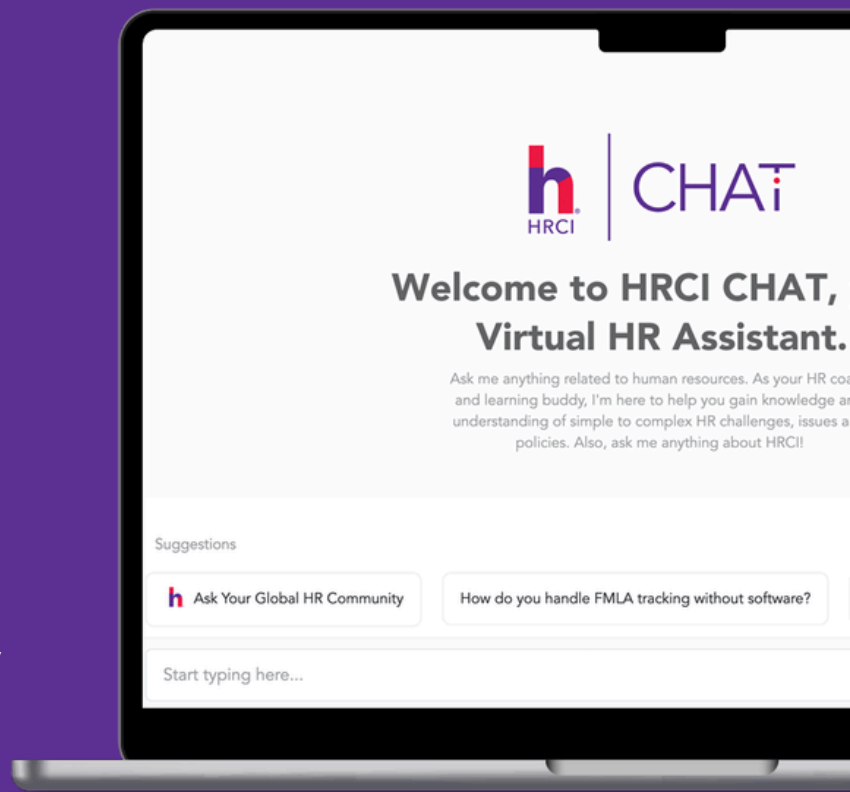 h
HRCI
CHAT
Welcome to HRCI CHAT,
Virtual HR Assistant.
Ask me anything related to human resources. As your HR coa
and learning buddy, I'm here to help you gain knowledge a
understanding of simple to complex HR challenges, issues a
policies. Also, ask me anything about HRCI!
Suggestions
h Ask Your Global HR Community
How do you handle FMLA tracking without software?
Start typing here...